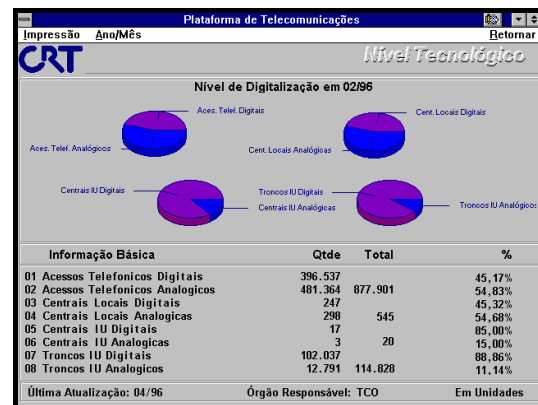 Plataforma de Telecomunicações
Impressão Ano/Mês Retornar
CRT Nível Tecnológico
Nível de Digitalização em 02/96
Aces. Telef. Digitais
Cent. Locais Digitais
Aces. Telef. Analógicos
Cent. Locais Analógicas
Centrais IU Digitais
Troncos IU Digitais
Centrais IU Analógicas
Troncos IU Analógicos
Informação Básica Qtde Total %
01 Acessos Telefonicos Digitais 396.537 45,17%
02 Acessos Telefonicos Analogicos 481.364 877.901 54,83%
03 Centrais Locais Digitais 247 45,32%
04 Centrais Locais Analogicas 298 545 54,68%
05 Centrais IU Digitais 17 85,00%
06 Centrais IU Analogicas 3 20 15,00%
07 Troncos IU Digitais 102.037 88,86%
08 Troncos IU Analogicos 12.791 114.828 11,14%
Última Atualização: 04/96 Órgão Responsável: TCO Em Unidades